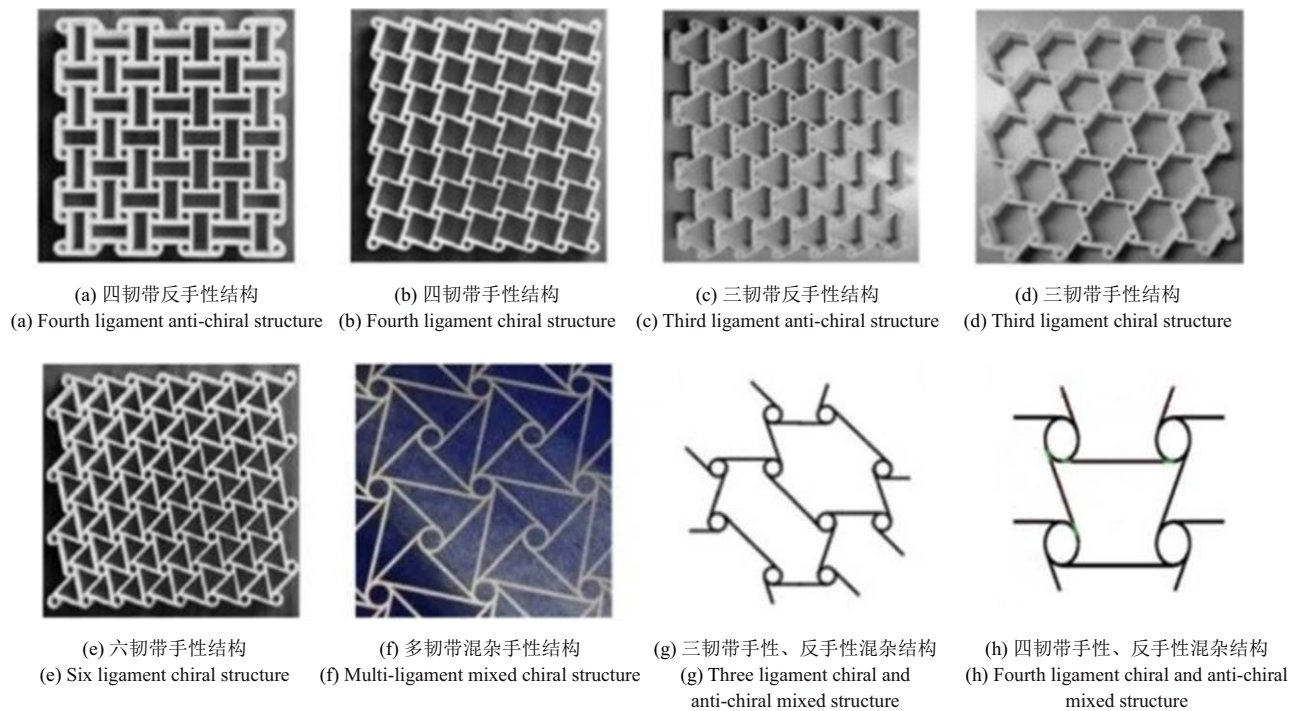 (a) 四韧带反手性结构
(a) Fourth ligament anti-chiral structure
(b) 四韧带手性结构
(b) Fourth ligament chiral structure
(c) 三韧带反手性结构
(c) Third ligament anti-chiral structure
(d) 三韧带手性结构
(d) Third ligament chiral structure
(e) 六韧带手性结构
(e) Six ligament chiral structure
(f) 多韧带混杂手性结构
(f) Multi-ligament mixed chiral structure
(g) 三韧带手性、反手性混杂结构
(g) Three ligament chiral and
anti-chiral mixed structure
(h) 四韧带手性、反手性混杂结构
(h) Fourth ligament chiral and anti-chiral
mixed structure